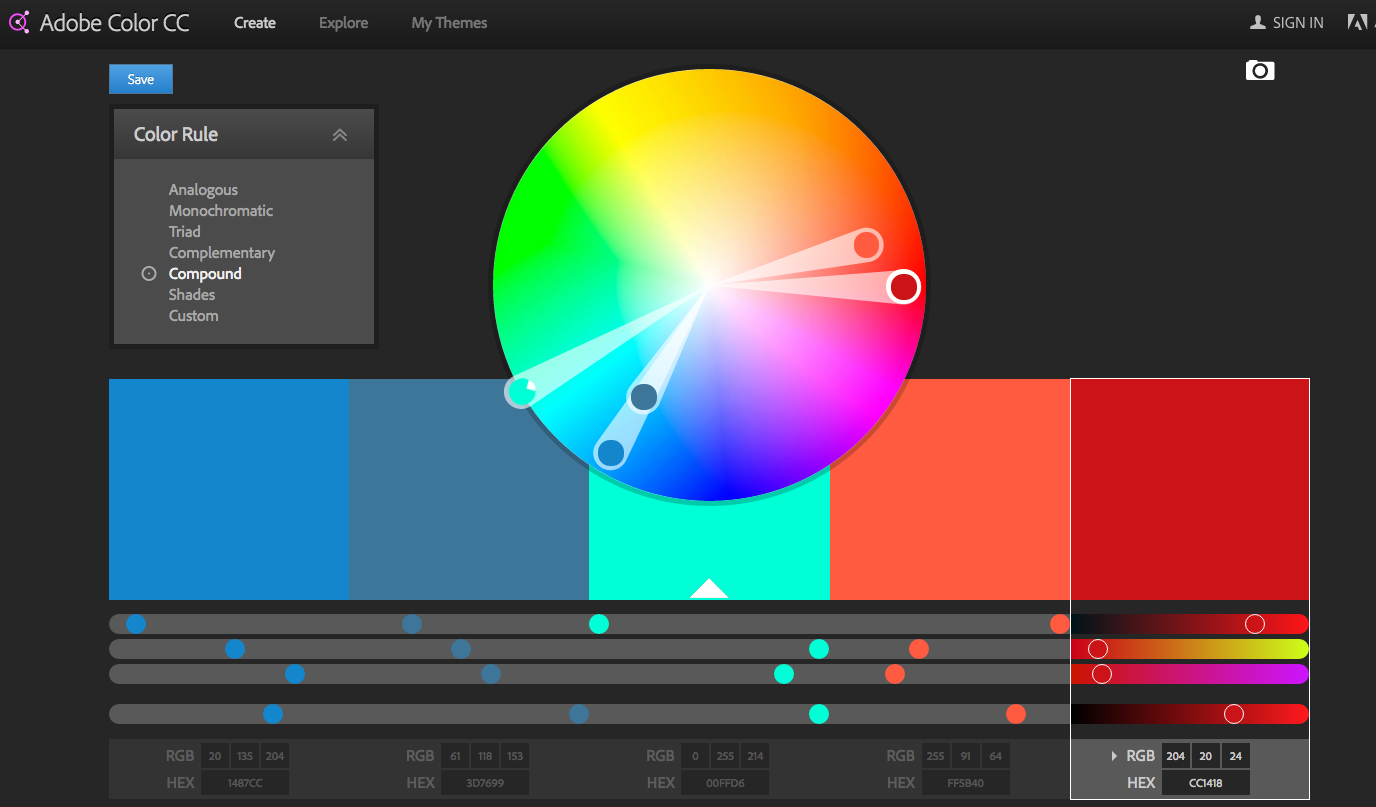 Adobe Color CC Create Explore My Themes SIGN IN
Save
Color Rule
Analogous
Monochromatic
Triad
Complementary
Compound
Shades
Custom
RGB 20 135 204 RGB 61 118 153 RGB 0 255 214 RGB 255 91 64 RGB 204 20 24
HEX 1487CC HEX 3D7699 HEX 00FFD6 HEX FF5B40 HEX CC1418